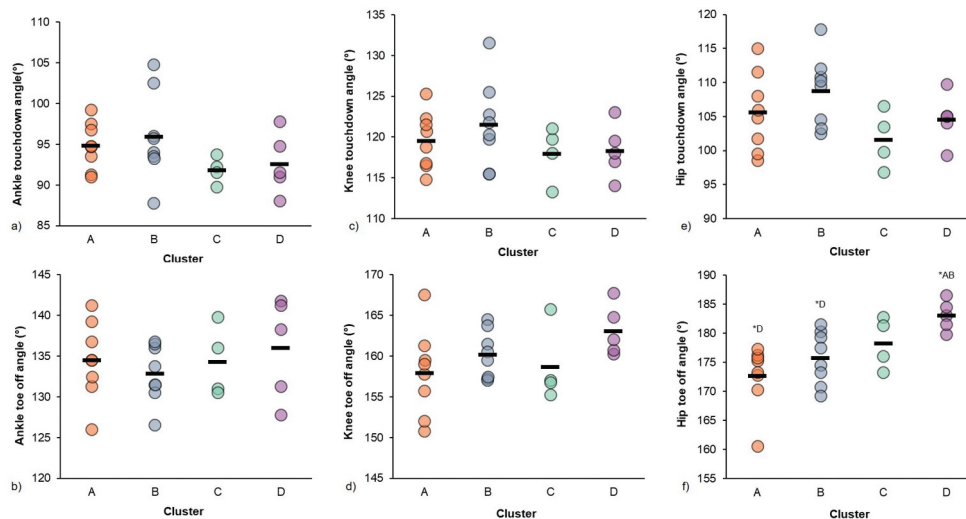 Ankle touchdown angle(°)
105
100
95
90
85
a)
A
B
C
D
Cluster
Knee touchdown angle (°)
135
130
125
120
115
110
c)
A
B
C
D
Cluster
Hip touchdown angle (°)
120
115
110
105
100
95
90
e)
A
B
C
D
Cluster
Ankle toe off angle (°)
145
140
135
130
125
120
b)
A
B
C
D
Cluster
Knee toe off angle (°)
170
165
160
155
150
145
d)
A
B
C
D
Cluster
Hip toe off angle (°)
190
185
180
175
170
165
160
155
*D
*D
*AB
f)
A
B
C
D
Cluster